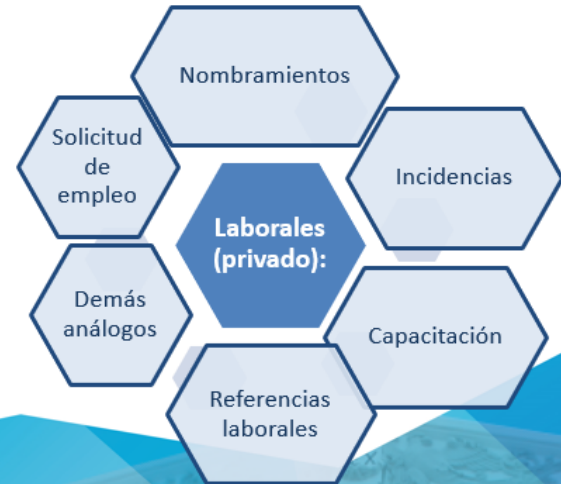 Nombramientos
Solicitud
de
empleo
Incidencias
Laborales
(privado):
Demás
análogos
Capacitación
Referencias
laborales